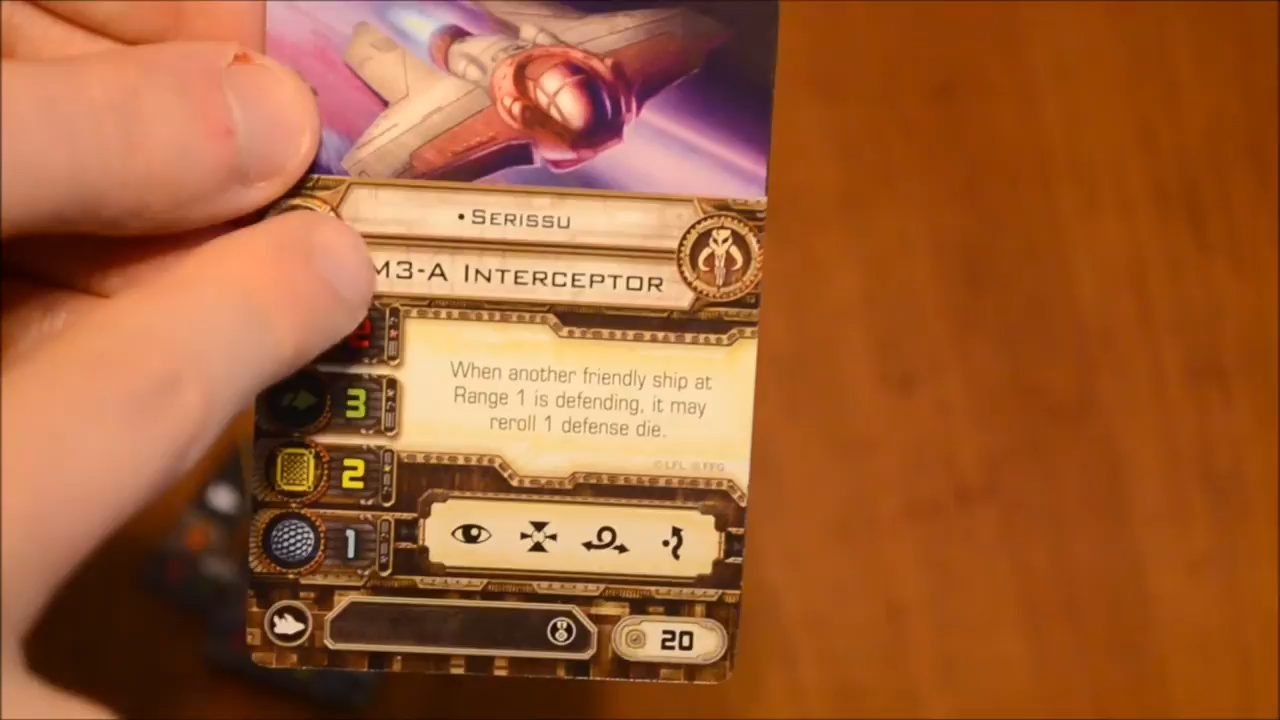 •SERISSU
M3-A INTERCEPTOR
2
When another friendly ship at
Range 1 is defending, it may
reroll 1 defense die.
3
©LFL ©FFG
2
1
20